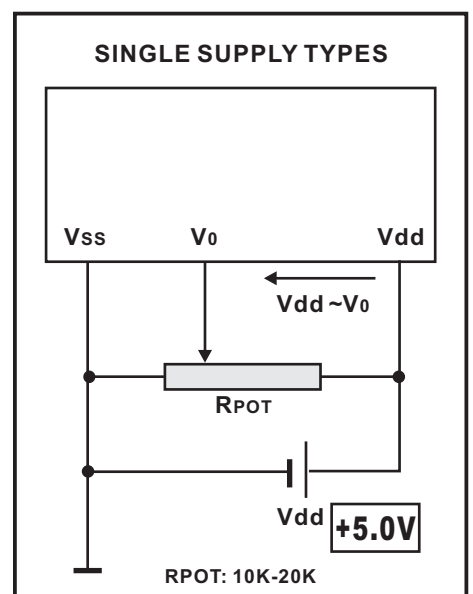 SINGLE SUPPLY TYPES
Vss V0 Vdd
Vdd ~V0
RPOT
Vdd +5.0V
RPOT: 10K-20K